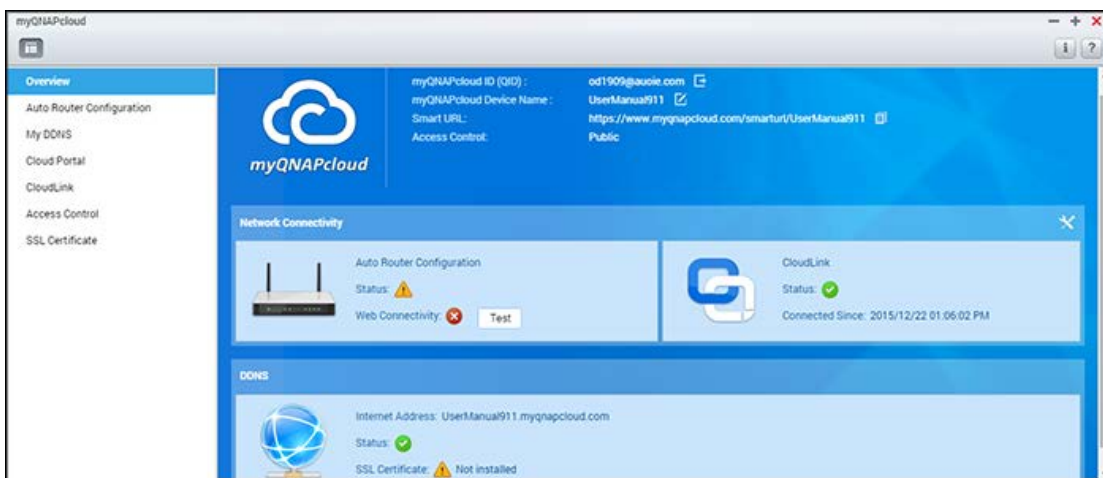 myQNAPcloud
Overview
Auto Router Configuration
My DDNS
Cloud Portal
CloudLink
Access Control
SSL Certificate
myQNAPcloud
myQNAPcloud ID (QID) : od1909@auoie.com
myQNAPcloud Device Name : UserManual911
Smart URL: https://www.myqnapcloud.com/smarturl/UserManual911
Access Control: Public
Network Connectivity
Auto Router Configuration
Status:
Web Connectivity: Test
CloudLink
Status:
Connected Since: 2015/12/22 01:06:02 PM
DDNS
Internet Address: UserManual911.myqnapcloud.com
Status:
SSL Certificate: Not installed